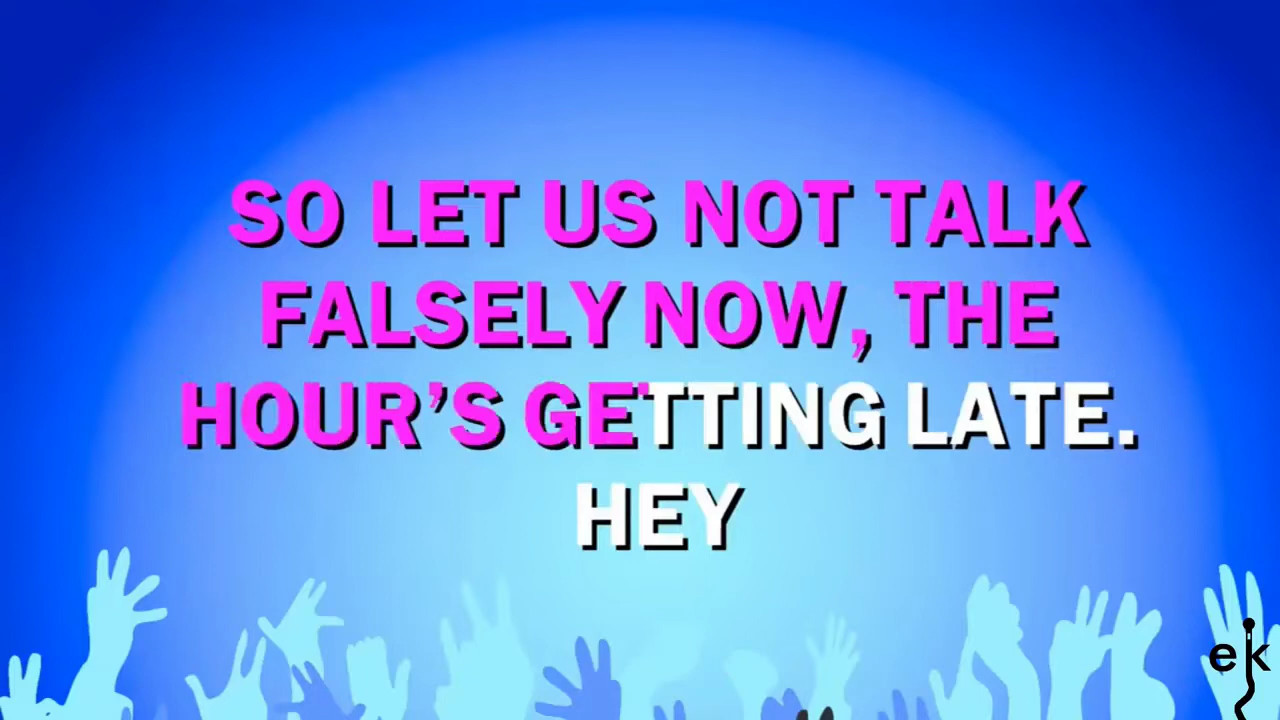 SO LET US NOT TALK
FALSELY NOW, THE
HOUR’S GETTING LATE.
HEY
ek